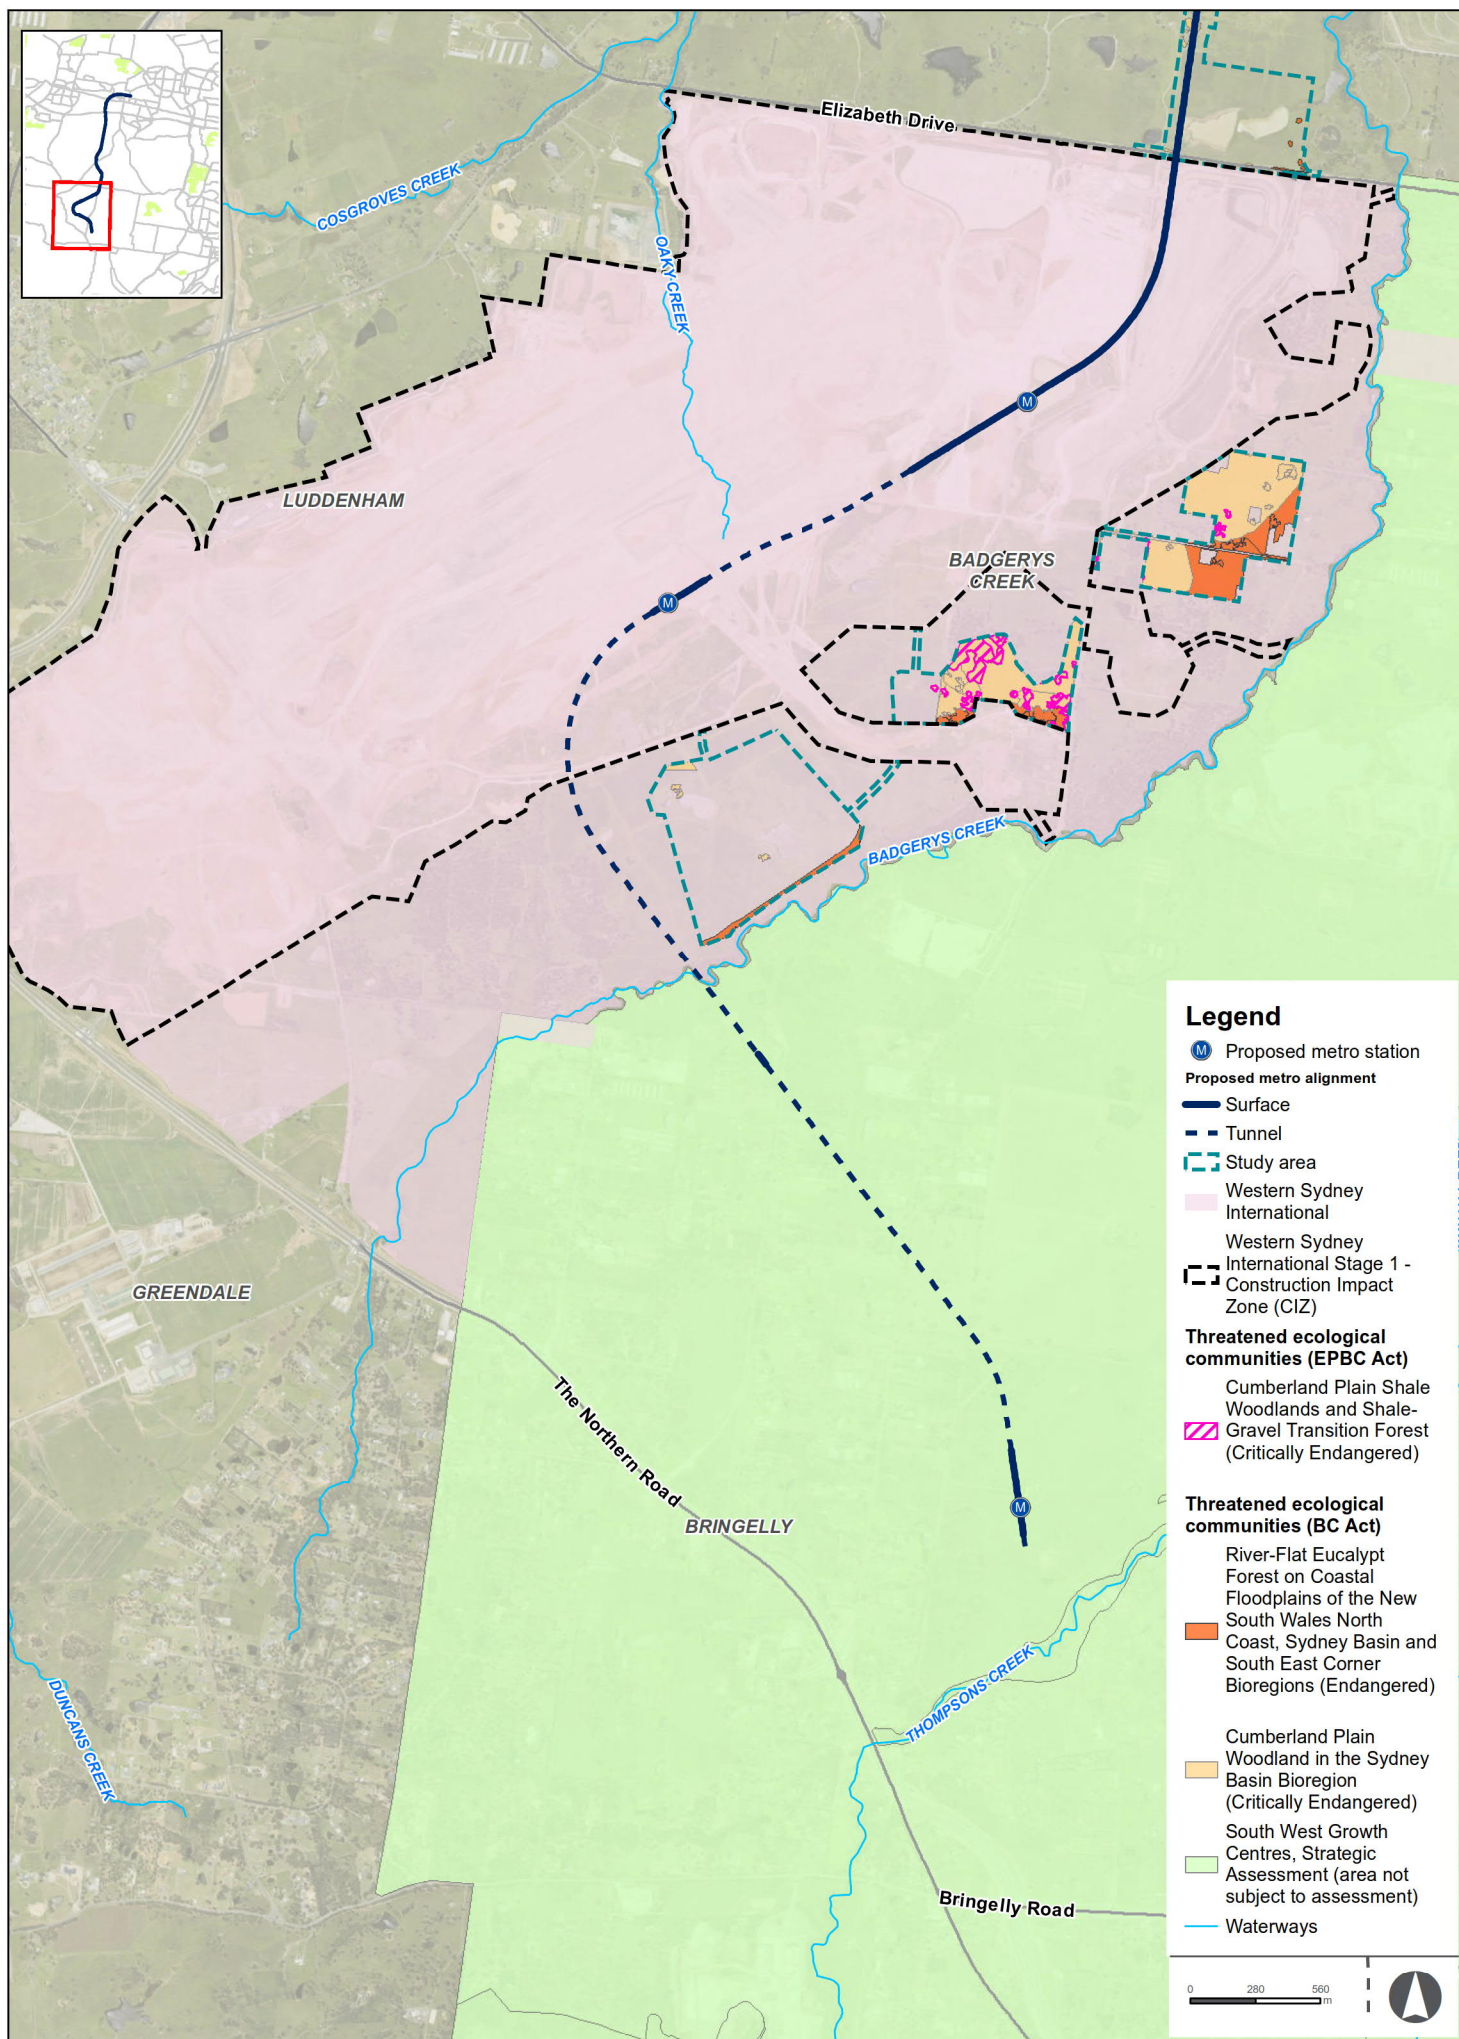 Elizabeth Drive
COSGROVES CREEK
OAKY CREEK
M
LUDDENHAM
BADGERYS
CREEK
M
BADGERYS CREEK
GREENDALE
The Northern Road
M
BRINGELLY
THOMPSONS CREEK
DUNCANS CREEK
Bringelly Road
Legend
M Proposed metro station
Proposed metro alignment
Surface
Tunnel
Study area
Western Sydney
International
Western Sydney
International Stage 1 -
Construction Impact
Zone (CIZ)
Threatened ecological
communities (EPBC Act)
Cumberland Plain Shale
Woodlands and Shale-
Gravel Transition Forest
(Critically Endangered)
Threatened ecological
communities (BC Act)
River-Flat Eucalypt
Forest on Coastal
Floodplains of the New
South Wales North
Coast, Sydney Basin and
South East Corner
Bioregions (Endangered)
Cumberland Plain
Woodland in the Sydney
Basin Bioregion
(Critically Endangered)
South West Growth
Centres, Strategic
Assessment (area not
subject to assessment)
Waterways
0 280 560
m